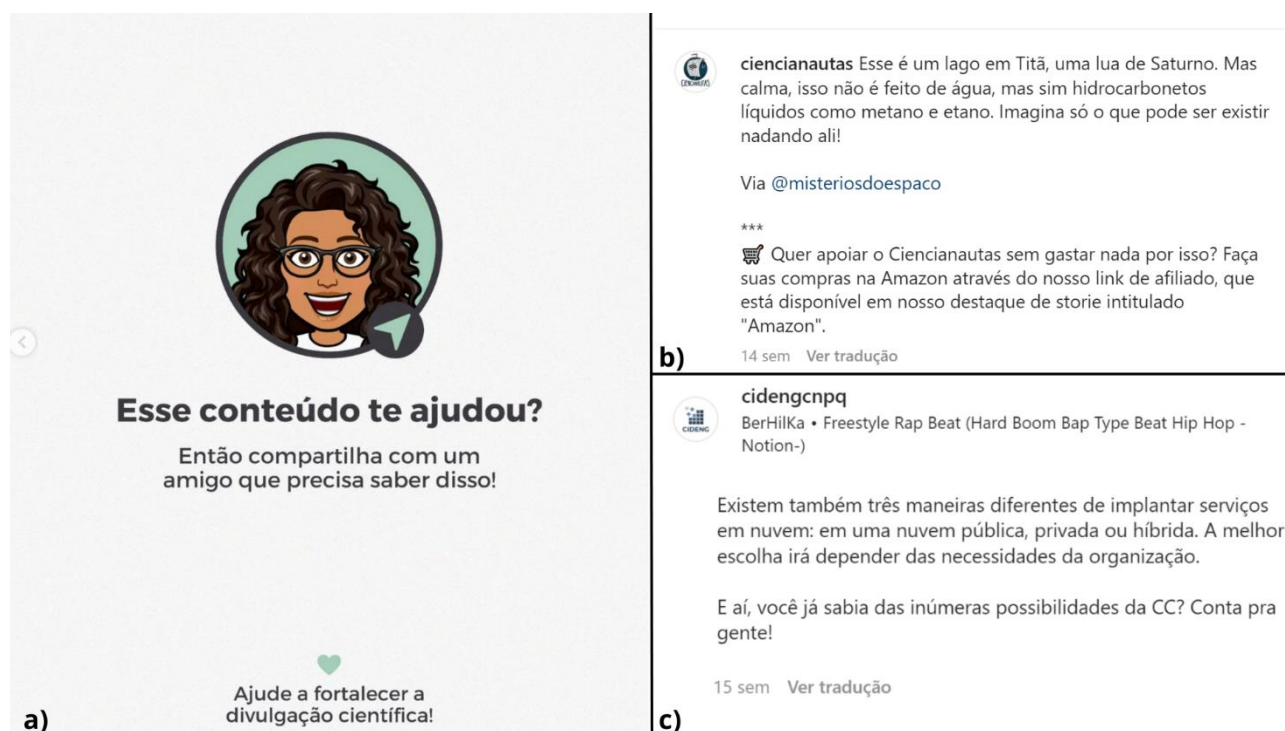 Esse conteúdo te ajudou?
Então compartilha com um
amigo que precisa saber disso!
Ajude a fortalecer a
divulgação científica!
a)
CIENCIANAUTAS
ciencianautas Esse é um lago em Titã, uma lua de Saturno. Mas
calma, isso não é feito de água, mas sim hidrocarbonetos
líquidos como metano e etano. Imagina só o que pode ser existir
nadando ali!
Via @misteriosdoespaco
***
Quer apoiar o Ciencianautas sem gastar nada por isso? Faça
suas compras na Amazon através do nosso link de afiliado, que
está disponível em nosso destaque de storie intitulado
"Amazon".
14 sem Ver tradução
b)
CIDENG
cidengcnpq
BerHilKa • Freestyle Rap Beat (Hard Boom Bap Type Beat Hip Hop -
Notion-)
Existem também três maneiras diferentes de implantar serviços
em nuvem: em uma nuvem pública, privada ou híbrida. A melhor
escolha irá depender das necessidades da organização.
E aí, você já sabia das inúmeras possibilidades da CC? Conta pra
gente!
15 sem Ver tradução
c)